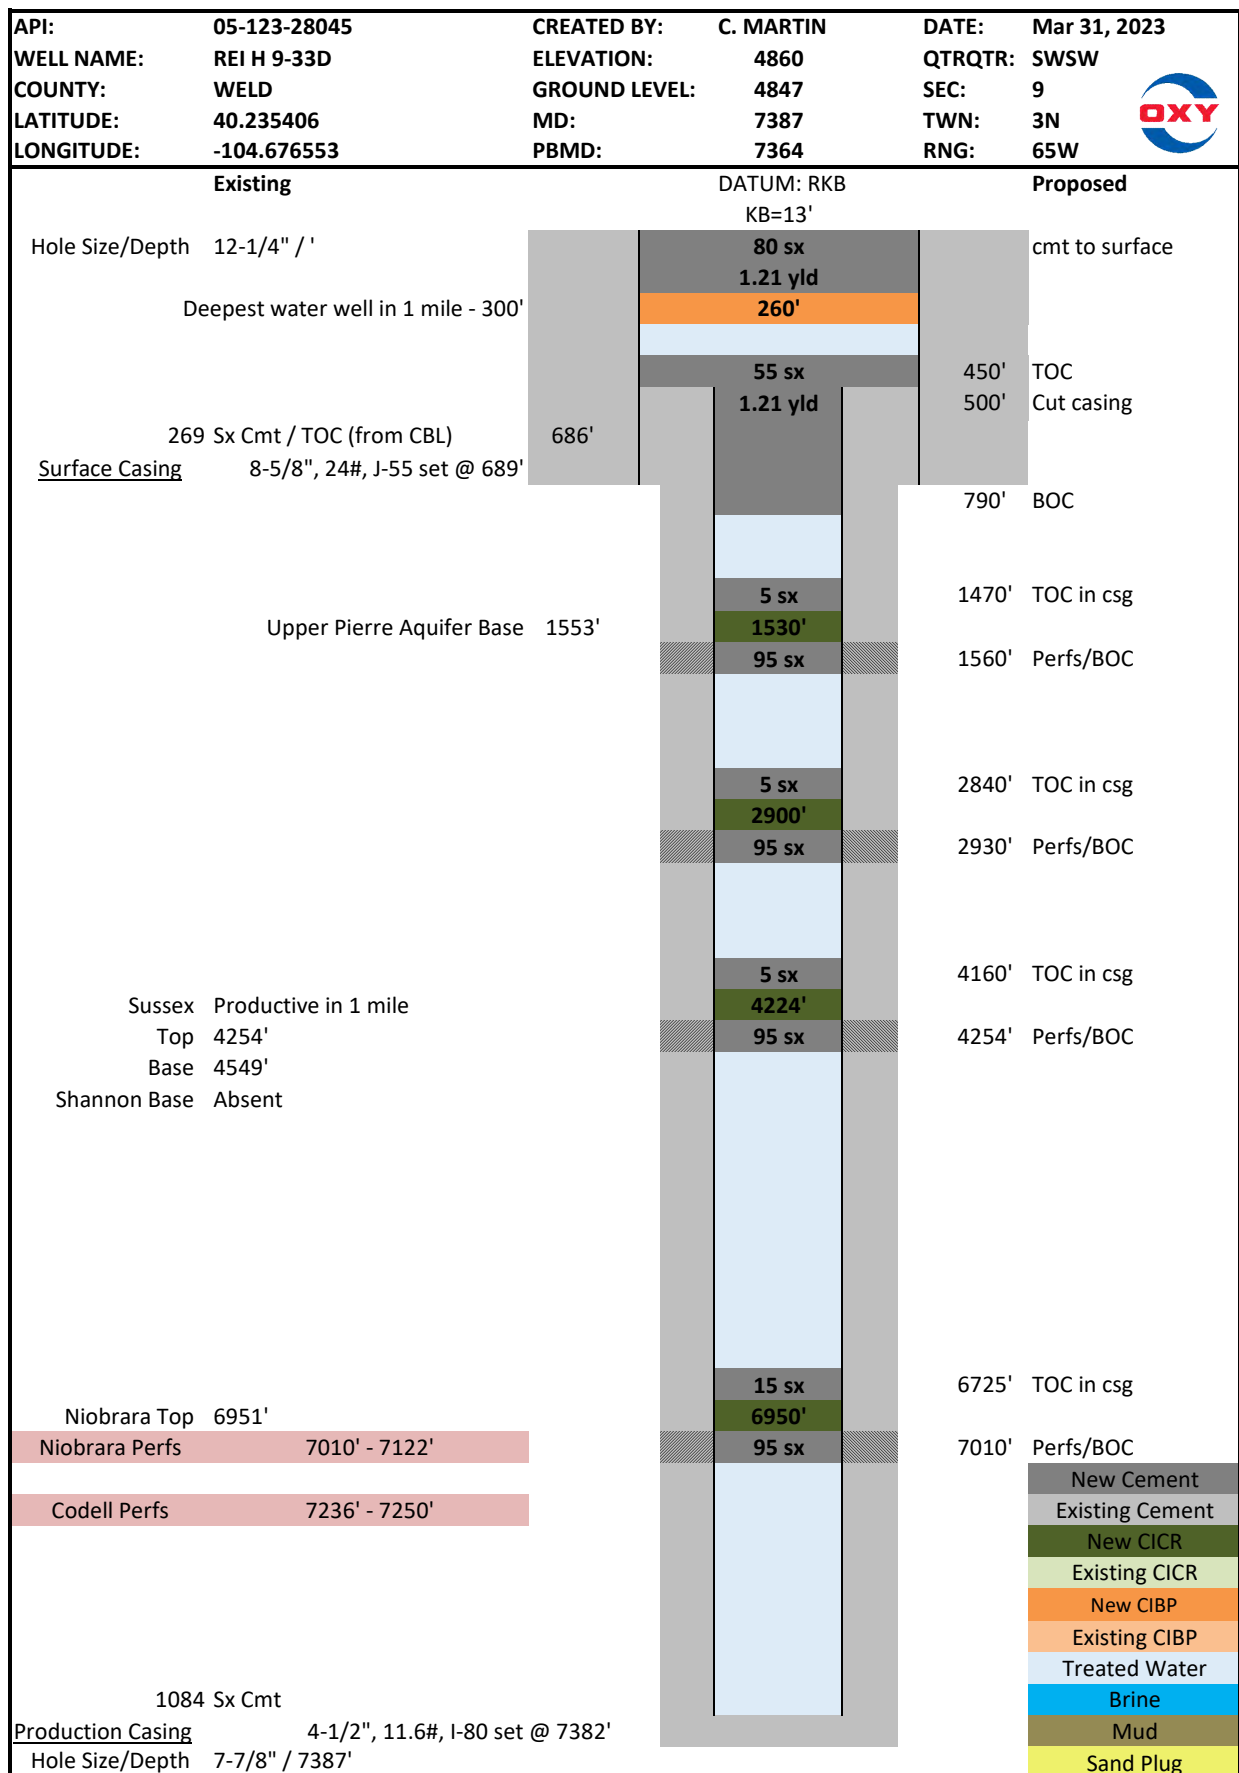 API: 05-123-28045 CREATED BY: C. MARTIN DATE: Mar 31, 2023
WELL NAME: REI H 9-33D ELEVATION: 4860 QTRQTR: SWSW
COUNTY: WELD GROUND LEVEL: 4847 SEC: 9
LATITUDE: 40.235406 MD: 7387 TWN: 3N
LONGITUDE: -104.676553 PBMD: 7364 RNG: 65W
OXY
Existing DATUM: RKB Proposed
KB=13'
Hole Size/Depth 12-1/4" / ' 80 sx cmt to surface
1.21 yld
Deepest water well in 1 mile - 300' 260'
55 sx 450' TOC
1.21 yld 500' Cut casing
269 Sx Cmt / TOC (from CBL) 686'
Surface Casing 8-5/8", 24#, J-55 set @ 689'
790' BOC
5 sx 1470' TOC in csg
Upper Pierre Aquifer Base 1553' 1530'
95 sx 1560' Perfs/BOC
5 sx 2840' TOC in csg
2900'
95 sx 2930' Perfs/BOC
5 sx 4160' TOC in csg
Sussex Productive in 1 mile 4224'
Top 4254' 95 sx 4254' Perfs/BOC
Base 4549'
Shannon Base Absent
15 sx 6725' TOC in csg
Niobrara Top 6951' 6950'
Niobrara Perfs 7010' - 7122' 95 sx 7010' Perfs/BOC
New Cement
Codell Perfs 7236' - 7250' Existing Cement
New CICR
Existing CICR
New CIBP
Existing CIBP
Treated Water
1084 Sx Cmt Brine
Production Casing 4-1/2", 11.6#, I-80 set @ 7382' Mud
Hole Size/Depth 7-7/8" / 7387' Sand Plug